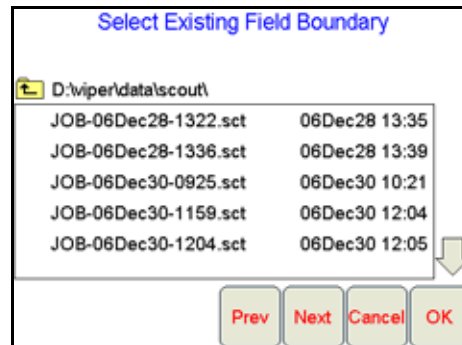 Select Existing Field Boundary
D:\viper\data\scout\
JOB-06Dec28-1322.sct 06Dec28 13:35
JOB-06Dec28-1336.sct 06Dec28 13:39
JOB-06Dec30-0925.sct 06Dec30 10:21
JOB-06Dec30-1159.sct 06Dec30 12:04
JOB-06Dec30-1204.sct 06Dec30 12:05
Prev Next Cancel OK